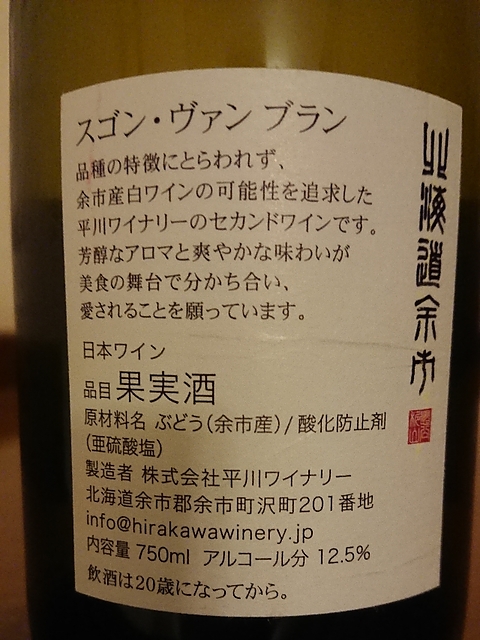 スゴン・ヴァン ブラン
品種の特徴にとらわれず、
余市産白ワインの可能性を追求した
平川ワイナリーのセカンドワインです。
芳醇なアロマと爽やかな味わいが
美食の舞台で分かち合い、
愛されることを願っています。
日本ワイン
品目 果実酒
原材料名 ぶどう(余市産)/酸化防止剤
(亜硫酸塩)
製造者 株式会社平川ワイナリー
北海道余市郡余市町沢町201番地
info@hirakawawinery.jp
内容量 750ml アルコール分 12.5%
飲酒は20歳になってから。
北海道余市